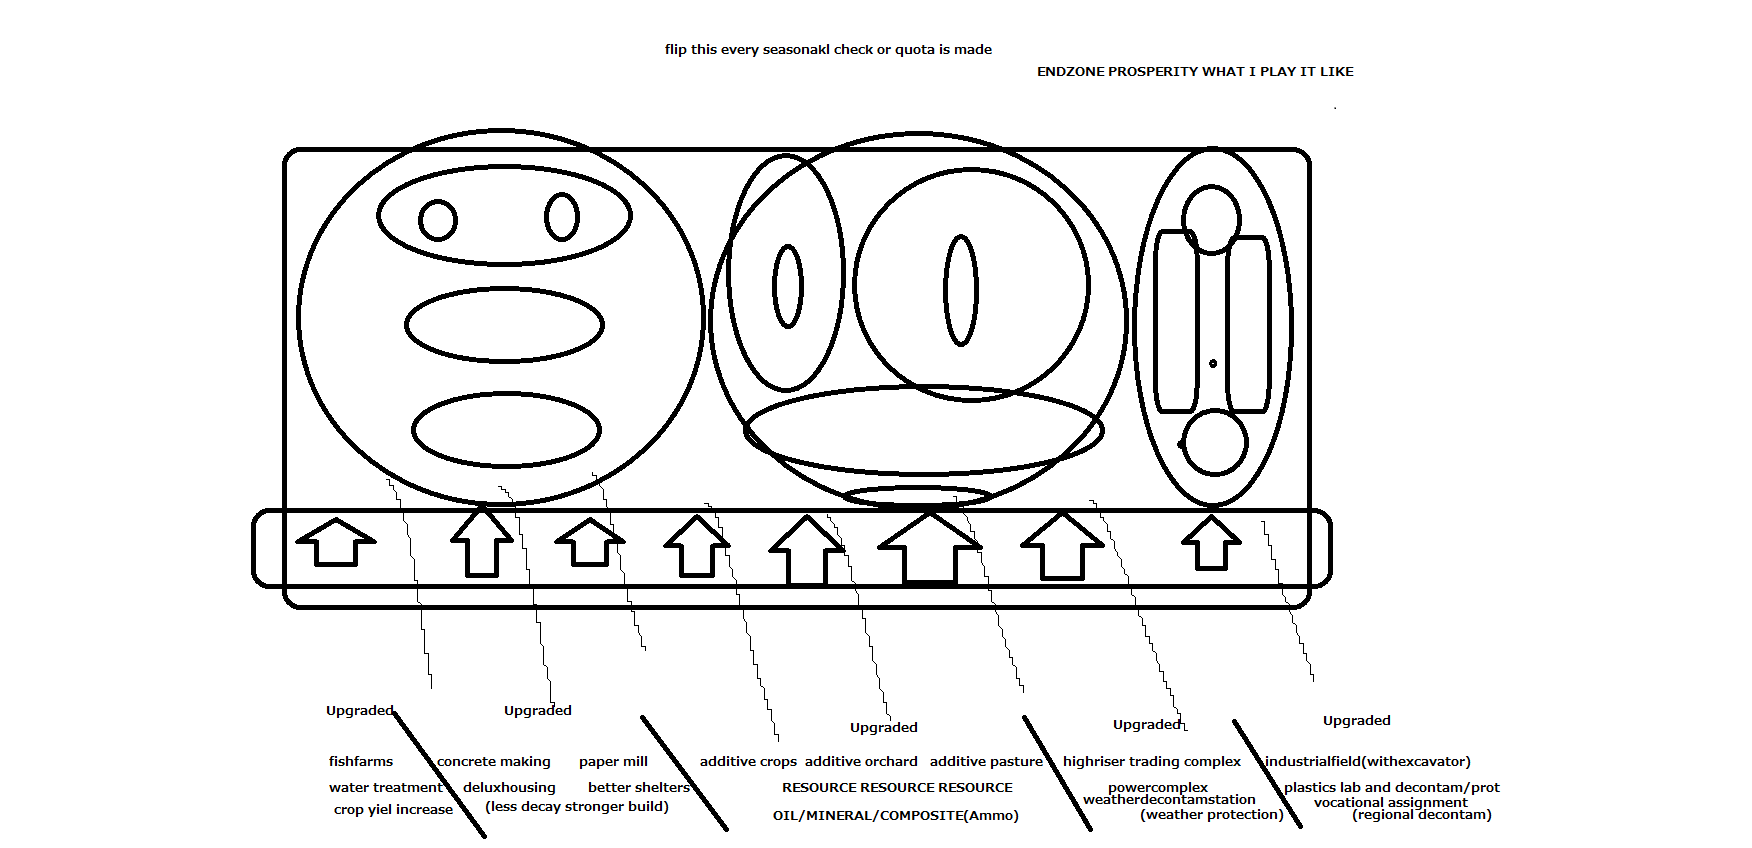 flip this every seasonakl check or quota is made
ENDZONE PROSPERITY WHAT I PLAY IT LIKE
Upgraded
Upgraded
Upgraded
Upgraded
Upgraded
fishfarms
water treatment
crop yiel increase
concrete making
paper mill
deluxhousing
better shelters
(less decay stronger build)
additive crops additive orchard additive pasture
RESOURCE RESOURCE RESOURCE
OIL/MINERAL/COMPOSITE(Ammo)
highriser trading complex
powercomplex
weatherdecontamstation
(weather protection)
industrialfield(withexcavator)
plastics lab and decontam/prot
vocational assignment
(regional decontam)